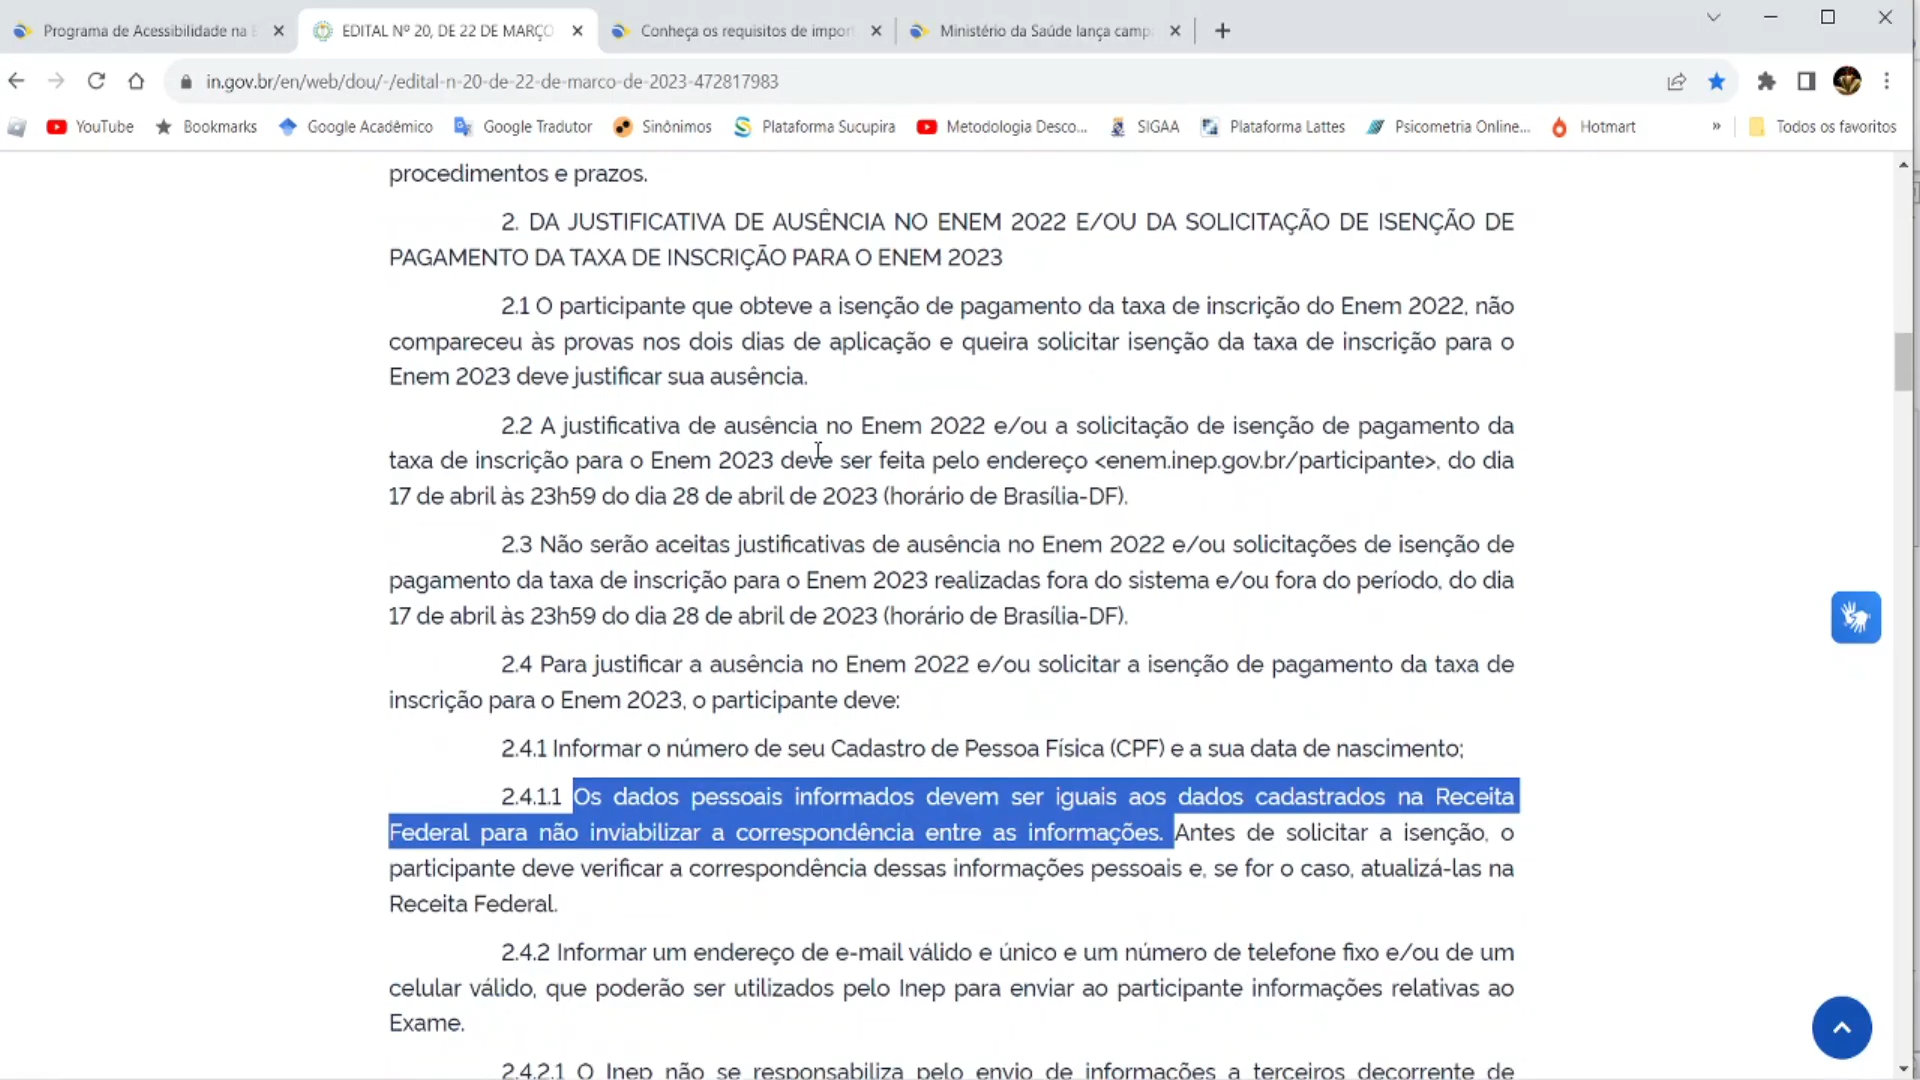 Programa de Acessibilidade na E
EDITAL Nº 20, DE 22 DE MARÇO
Conheça os requisitos de impor
Ministério da Saúde lança camp
in.gov.br/en/web/dou/-/edital-n-20-de-22-de-marco-de-2023-472817983
YouTube
Bookmarks
Google Acadêmico
Google Tradutor
Sinônimos
Plataforma Sucupira
Metodologia Desco...
SIGAA
Plataforma Lattes
Psicometria Online...
Hotmart
»
Todos os favoritos
procedimentos e prazos.
2. DA JUSTIFICATIVA DE AUSÊNCIA NO ENEM 2022 E/OU DA SOLICITAÇÃO DE ISENÇÃO DE
PAGAMENTO DA TAXA DE INSCRIÇÃO PARA O ENEM 2023
2.1 O participante que obteve a isenção de pagamento da taxa de inscrição do Enem 2022, não
compareceu às provas nos dois dias de aplicação e queira solicitar isenção da taxa de inscrição para o
Enem 2023 deve justificar sua ausência.
2.2 A justificativa de ausência no Enem 2022 e/ou a solicitação de isenção de pagamento da
taxa de inscrição para o Enem 2023 deve ser feita pelo endereço <enem.inep.gov.br/participante>, do dia
17 de abril às 23h59 do dia 28 de abril de 2023 (horário de Brasília-DF).
2.3 Não serão aceitas justificativas de ausência no Enem 2022 e/ou solicitações de isenção de
pagamento da taxa de inscrição para o Enem 2023 realizadas fora do sistema e/ou fora do período, do dia
17 de abril às 23h59 do dia 28 de abril de 2023 (horário de Brasília-DF).
2.4 Para justificar a ausência no Enem 2022 e/ou solicitar a isenção de pagamento da taxa de
inscrição para o Enem 2023, o participante deve:
2.4.1 Informar o número de seu Cadastro de Pessoa Física (CPF) e a sua data de nascimento;
2.4.1.1 Os dados pessoais informados devem ser iguais aos dados cadastrados na Receita
Federal para não inviabilizar a correspondência entre as informações. Antes de solicitar a isenção, o
participante deve verificar a correspondência dessas informações pessoais e, se for o caso, atualizá-las na
Receita Federal.
2.4.2 Informar um endereço de e-mail válido e único e um número de telefone fixo e/ou de um
celular válido, que poderão ser utilizados pelo Inep para enviar ao participante informações relativas ao
Exame.
2.4.2.1 O Inep não se responsabiliza pelo envio de informações a terceiros decorrente de